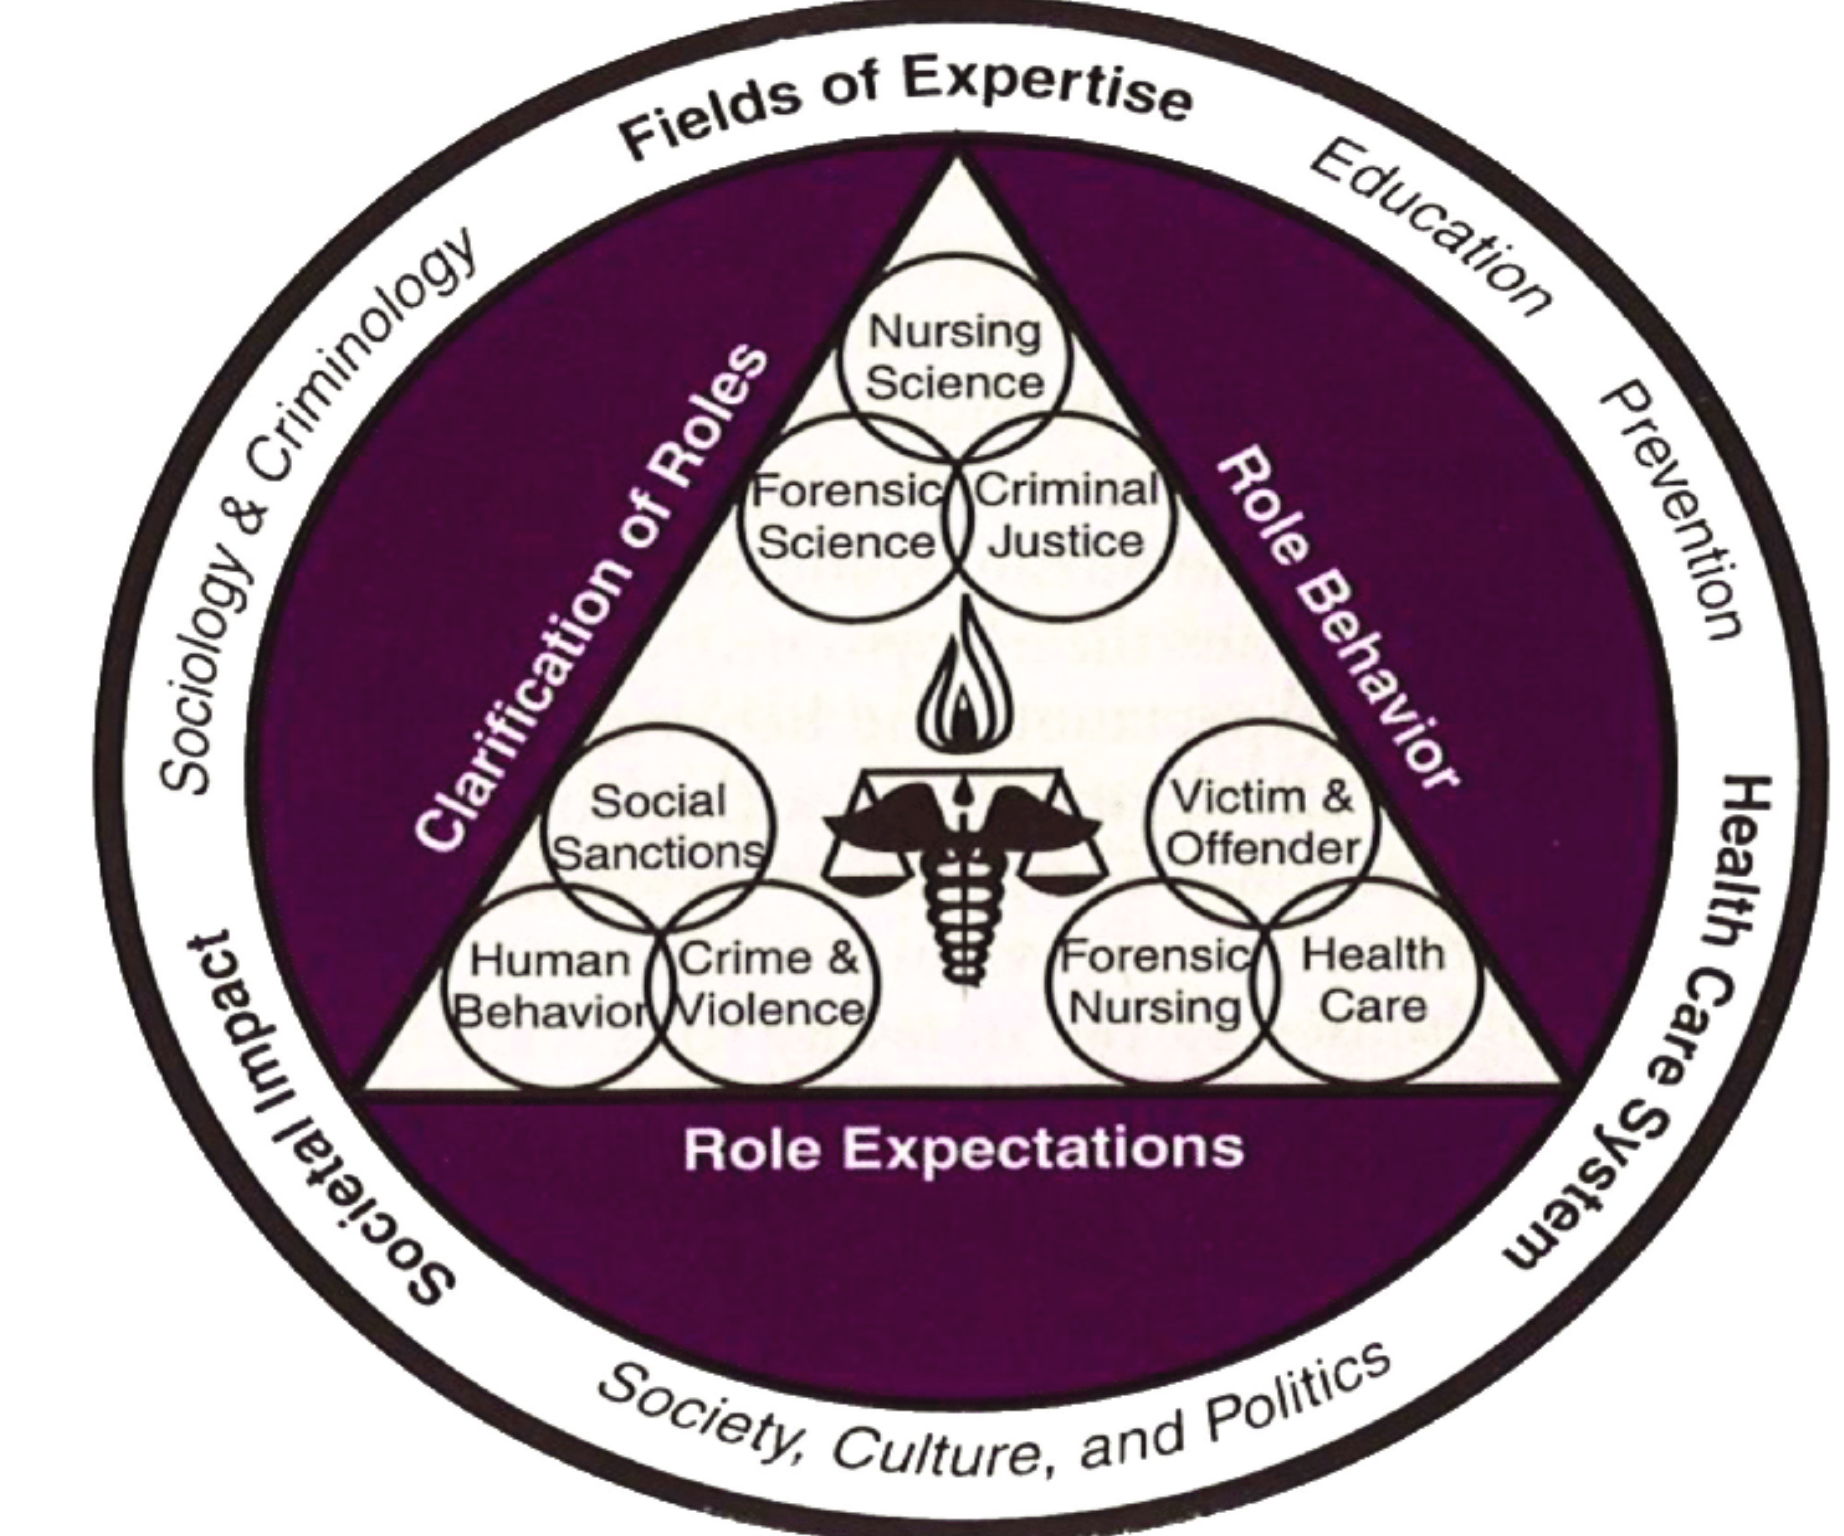 Fields of Expertise
Education
Prevention
Health Care System
Society, Culture, and Politics
Societal Impact
Sociology & Criminology
Clarification of Roles
Role Behavior
Role Expectations
Nursing
Science
Forensic
Science
Criminal
Justice
Social
Sanctions
Human
Behavior
Crime &
Violence
Victim &
Offender
Forensic
Nursing
Health
Care